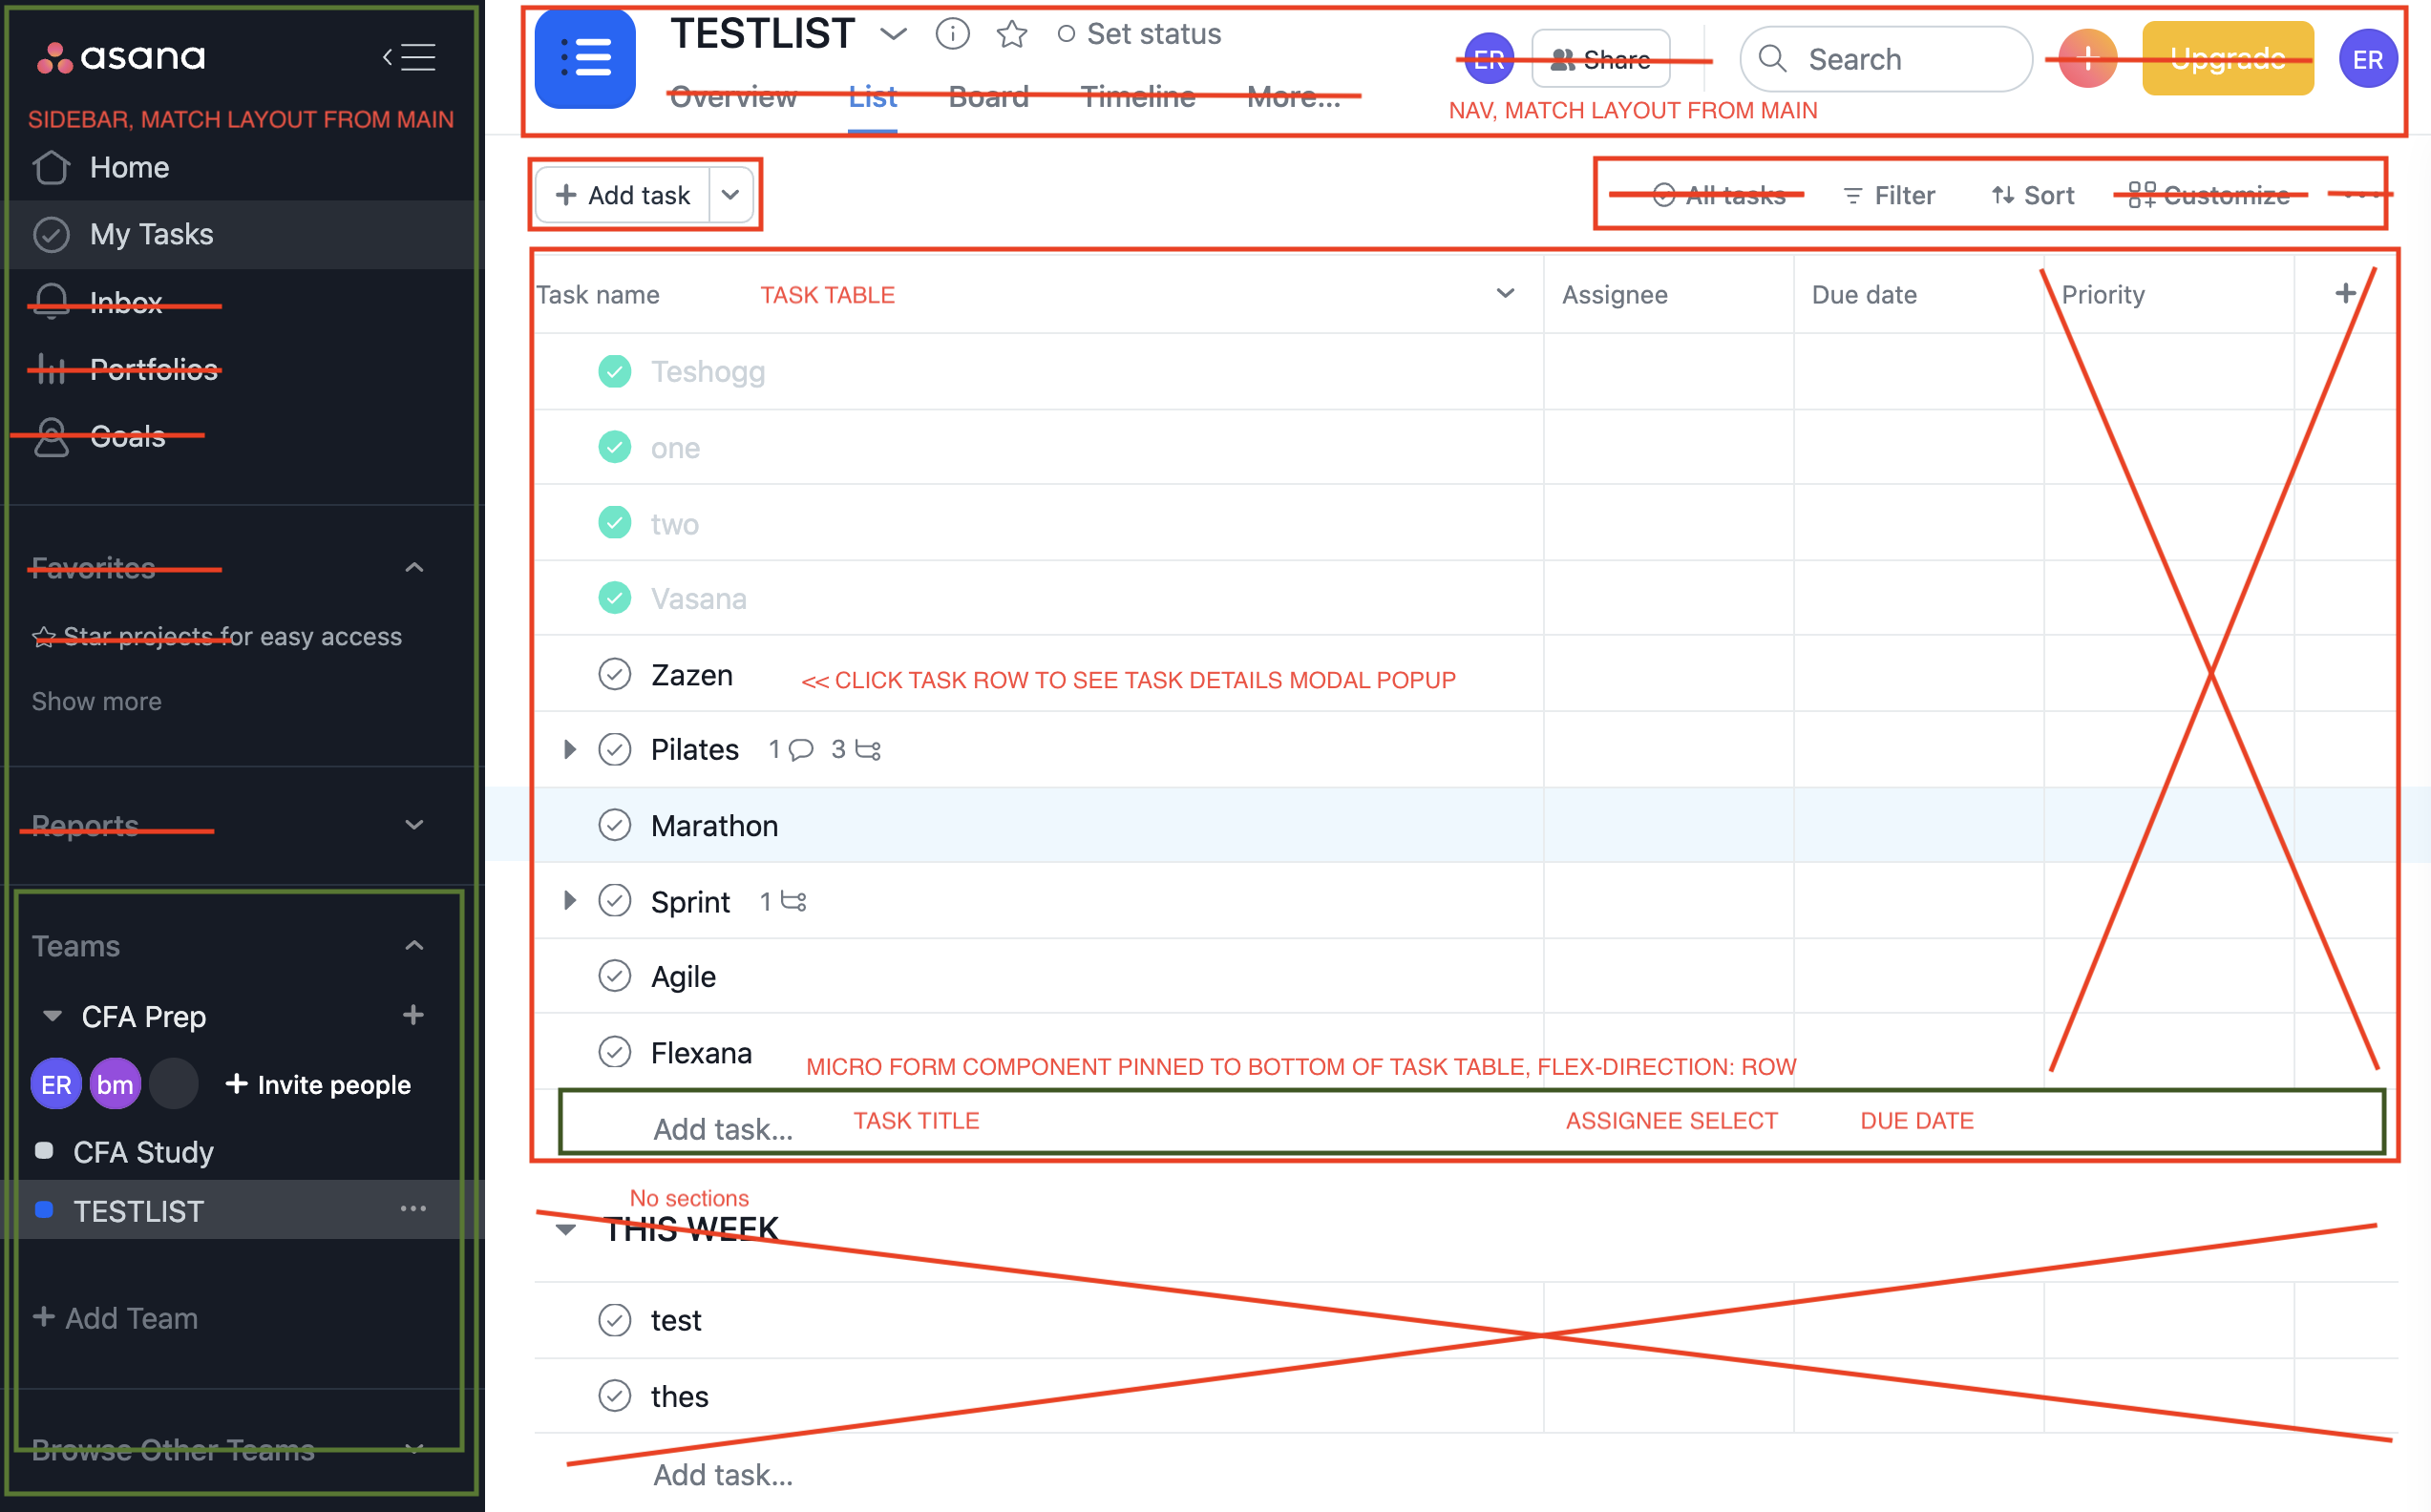 asana
SIDEBAR, MATCH LAYOUT FROM MAIN
Home
My Tasks
Inbox
Portfolios
Goals
Favorites
Star projects for easy access
Show more
Reports
Teams
CFA Prep
ER bm + Invite people
CFA Study
TESTLIST ...
+ Add Team
Browse Other Teams
TESTLIST Set status
Overview List Board Timeline More...
ER Share Search + Upgrade ER
NAV, MATCH LAYOUT FROM MAIN
+ Add task
All tasks Filter Sort Customize ...
Task name TASK TABLE Assignee Due date Priority +
Teshogg
one
two
Vasana
Zazen << CLICK TASK ROW TO SEE TASK DETAILS MODAL POPUP
Pilates 1 3
Marathon
Sprint 1
Agile
Flexana
MICRO FORM COMPONENT PINNED TO BOTTOM OF TASK TABLE, FLEX-DIRECTION: ROW
Add task... TASK TITLE ASSIGNEE SELECT DUE DATE
No sections
THIS WEEK
test
thes
Add task...